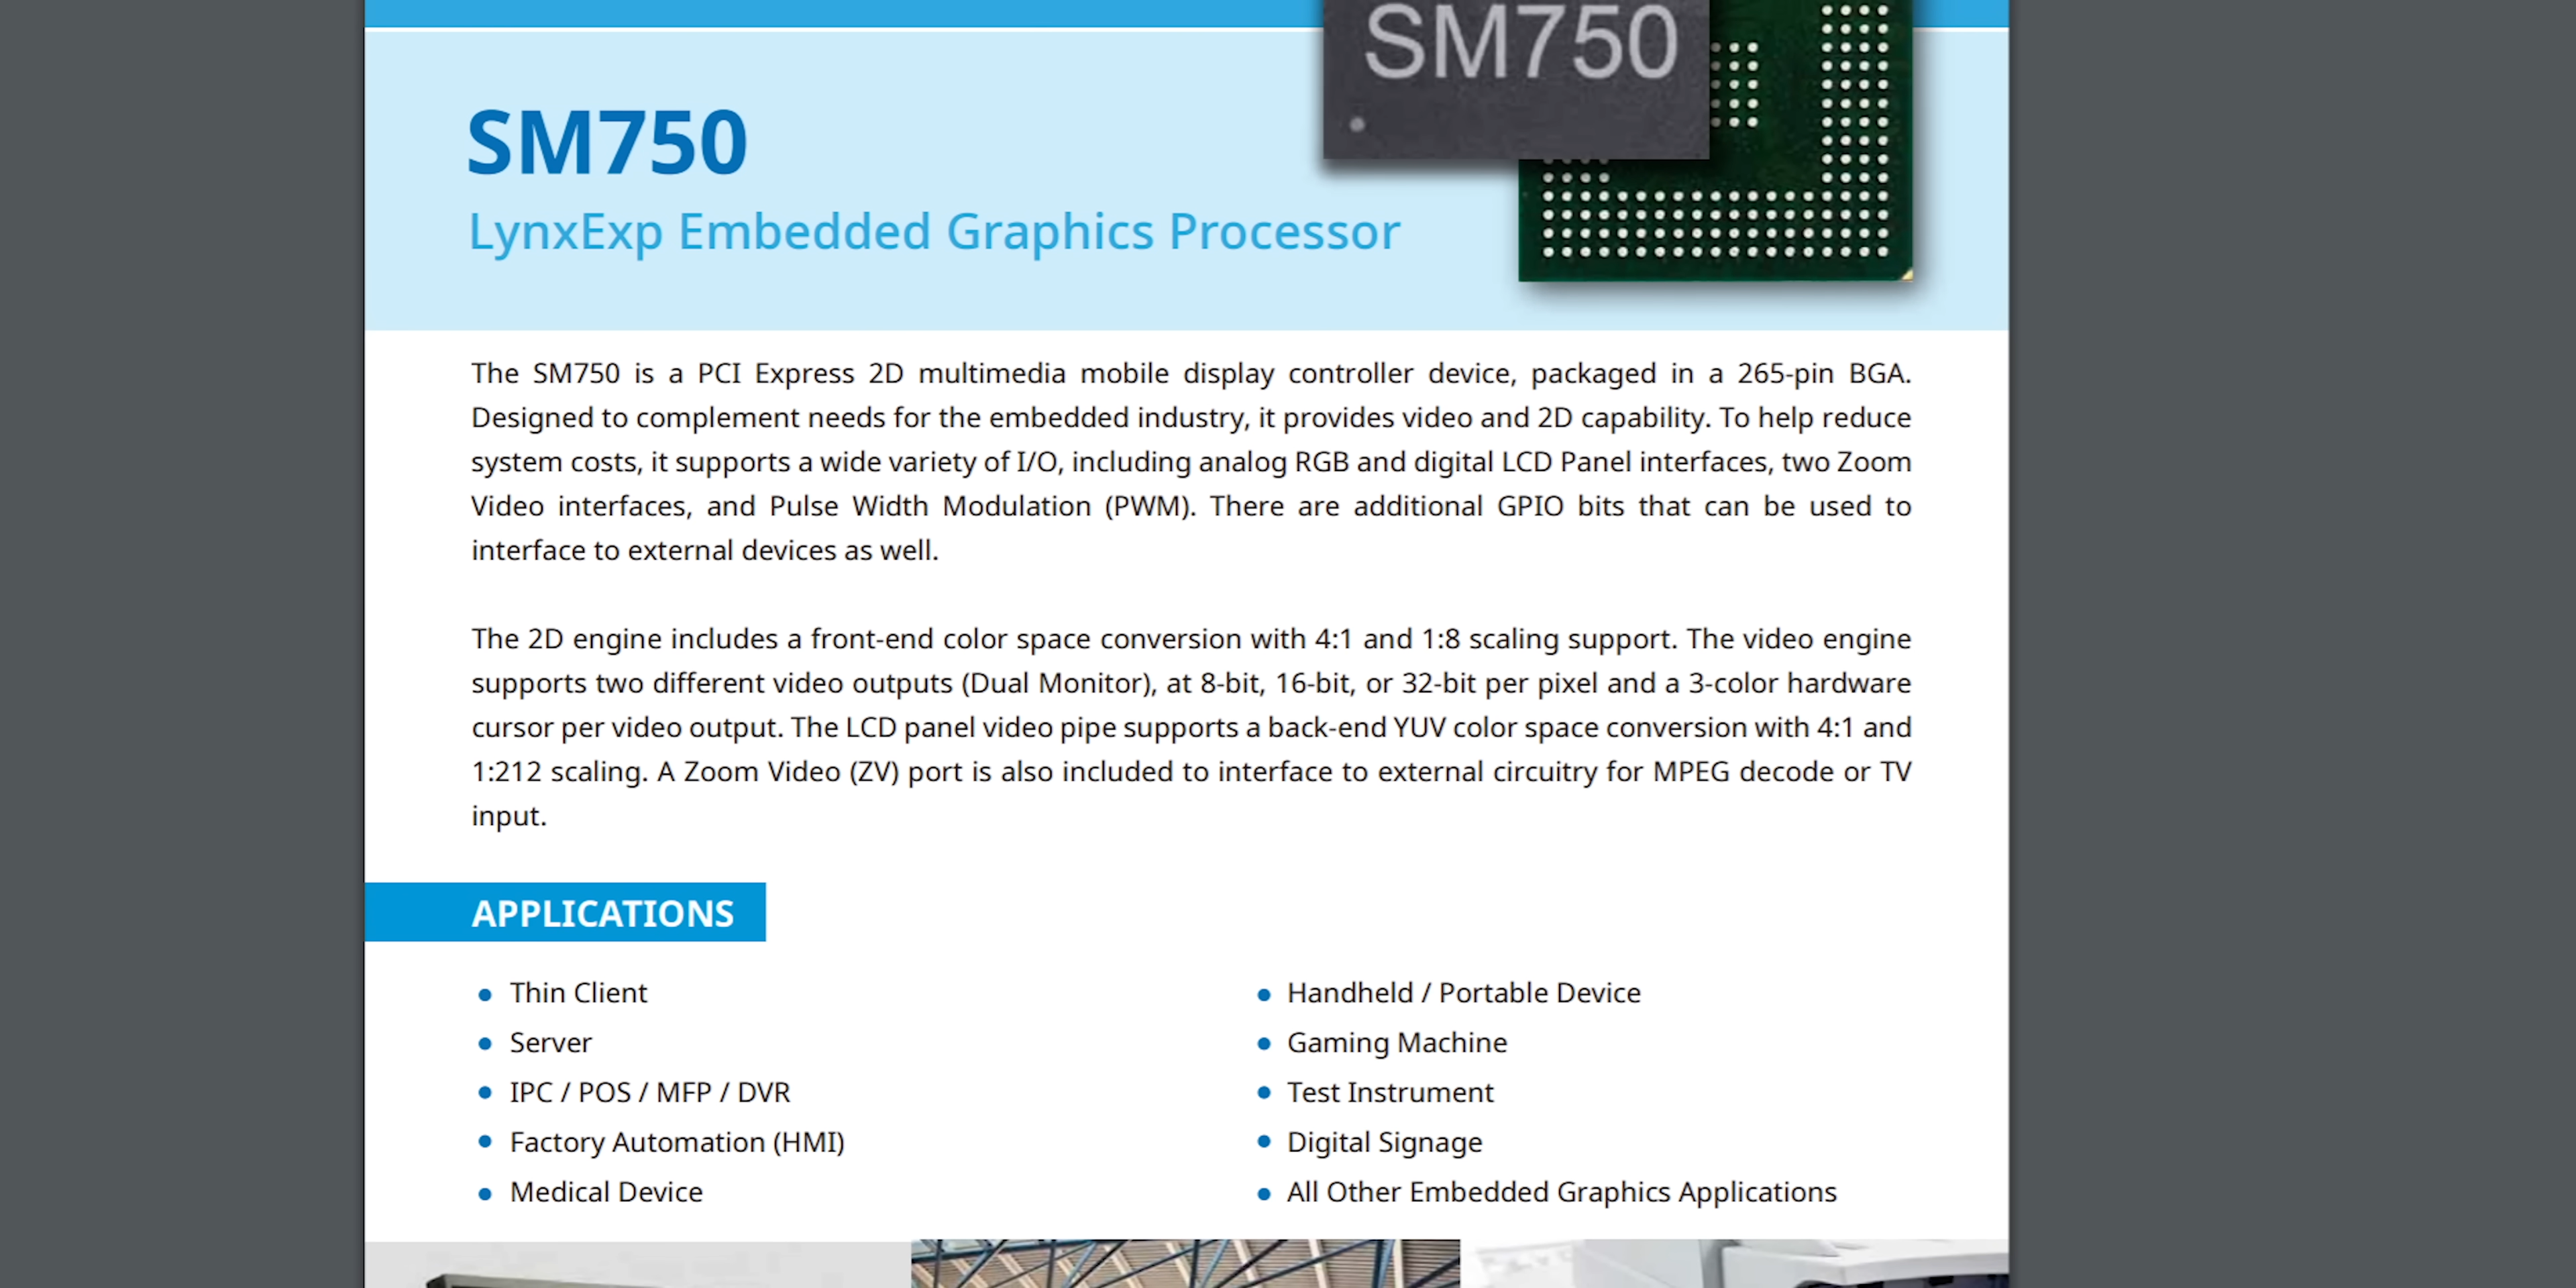 SM750
SM750
LynxExp Embedded Graphics Processor
The SM750 is a PCI Express 2D multimedia mobile display controller device, packaged in a 265-pin BGA.
Designed to complement needs for the embedded industry, it provides video and 2D capability. To help reduce
system costs, it supports a wide variety of I/O, including analog RGB and digital LCD Panel interfaces, two Zoom
Video interfaces, and Pulse Width Modulation (PWM). There are additional GPIO bits that can be used to
interface to external devices as well.
The 2D engine includes a front-end color space conversion with 4:1 and 1:8 scaling support. The video engine
supports two different video outputs (Dual Monitor), at 8-bit, 16-bit, or 32-bit per pixel and a 3-color hardware
cursor per video output. The LCD panel video pipe supports a back-end YUV color space conversion with 4:1 and
1:212 scaling. A Zoom Video (ZV) port is also included to interface to external circuitry for MPEG decode or TV
input.
APPLICATIONS
Thin Client
Server
IPC / POS / MFP / DVR
Factory Automation (HMI)
Medical Device
Handheld / Portable Device
Gaming Machine
Test Instrument
Digital Signage
All Other Embedded Graphics Applications